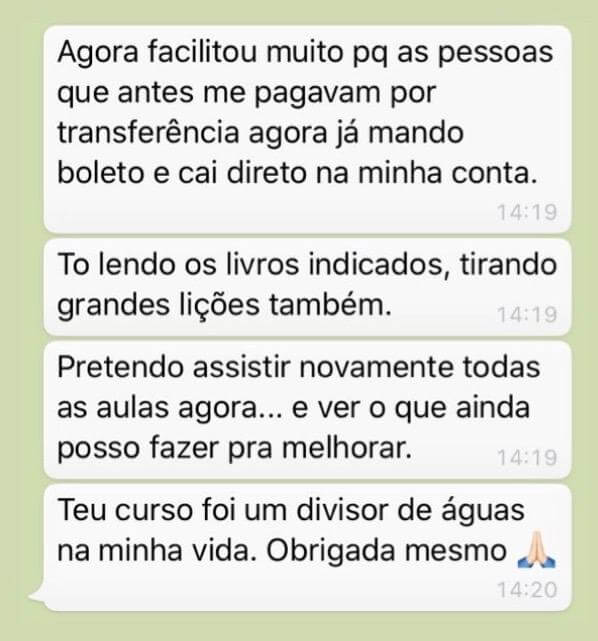 Agora facilitou muito pq as pessoas
que antes me pagavam por
transferência agora já mando
boleto e cai direto na minha conta.
14:19
To lendo os livros indicados, tirando
grandes lições também.
14:19
Pretendo assistir novamente todas
as aulas agora... e ver o que ainda
posso fazer pra melhorar.
14:19
Teu curso foi um divisor de águas
na minha vida. Obrigada mesmo 🙏🏻
14:20